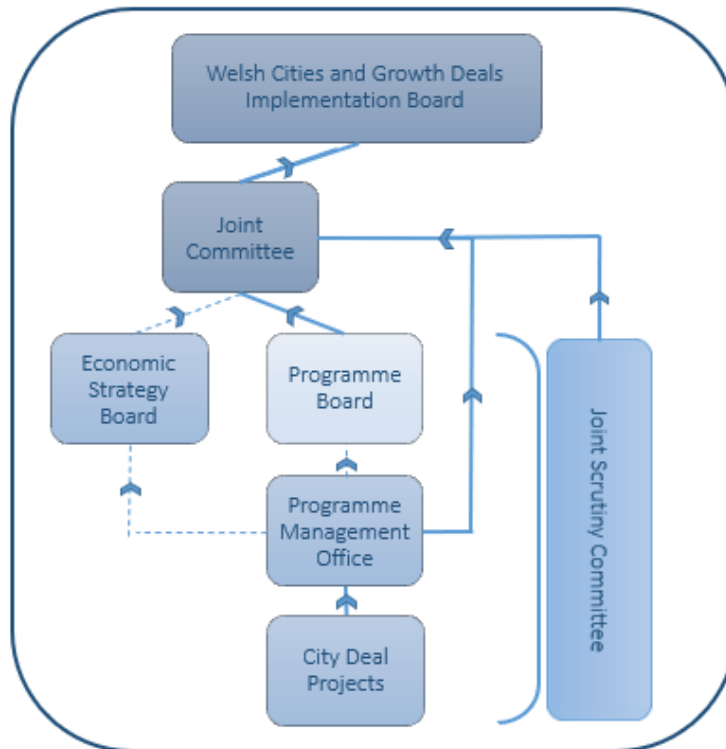 Welsh Cities and Growth Deals
Implementation Board
Joint
Committee
Economic
Strategy
Board
Programme
Board
Programme
Management
Office
City Deal
Projects
Joint Scrutiny Committee